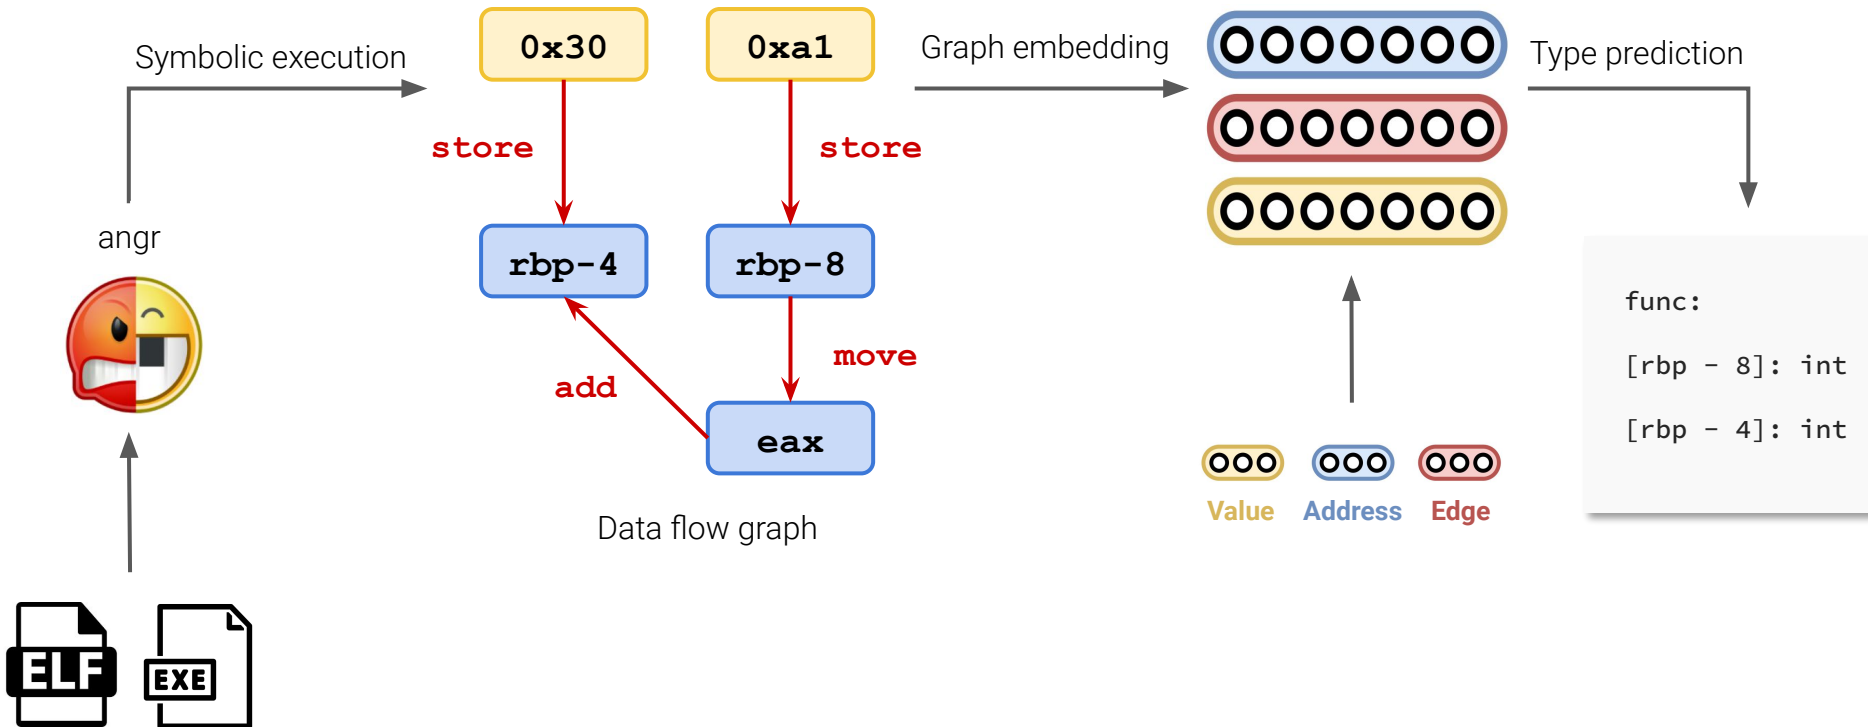 Symbolic execution
0x30
0xa1
Graph embedding
Type prediction
store
store
angr
rbp-4
rbp-8
func:
[rbp - 8]: int
move
add
[rbp - 4]: int
eax
Value
Address
Edge
Data flow graph
ELF
EXE